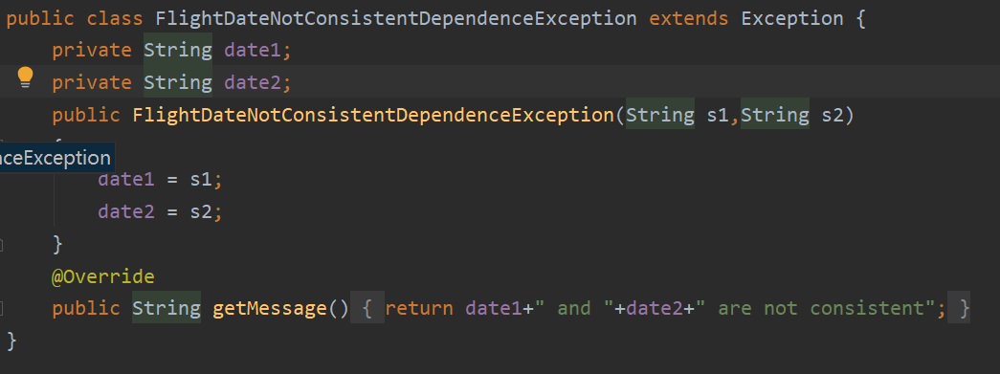 public class FlightDateNotConsistentDependenceException extends Exception {
    private String date1;
    private String date2;
    public FlightDateNotConsistentDependenceException(String s1,String s2)
nceException
        date1 = s1;
        date2 = s2;
    }
    @Override
    public String getMessage() { return date1+" and "+date2+" are not consistent"; }
}